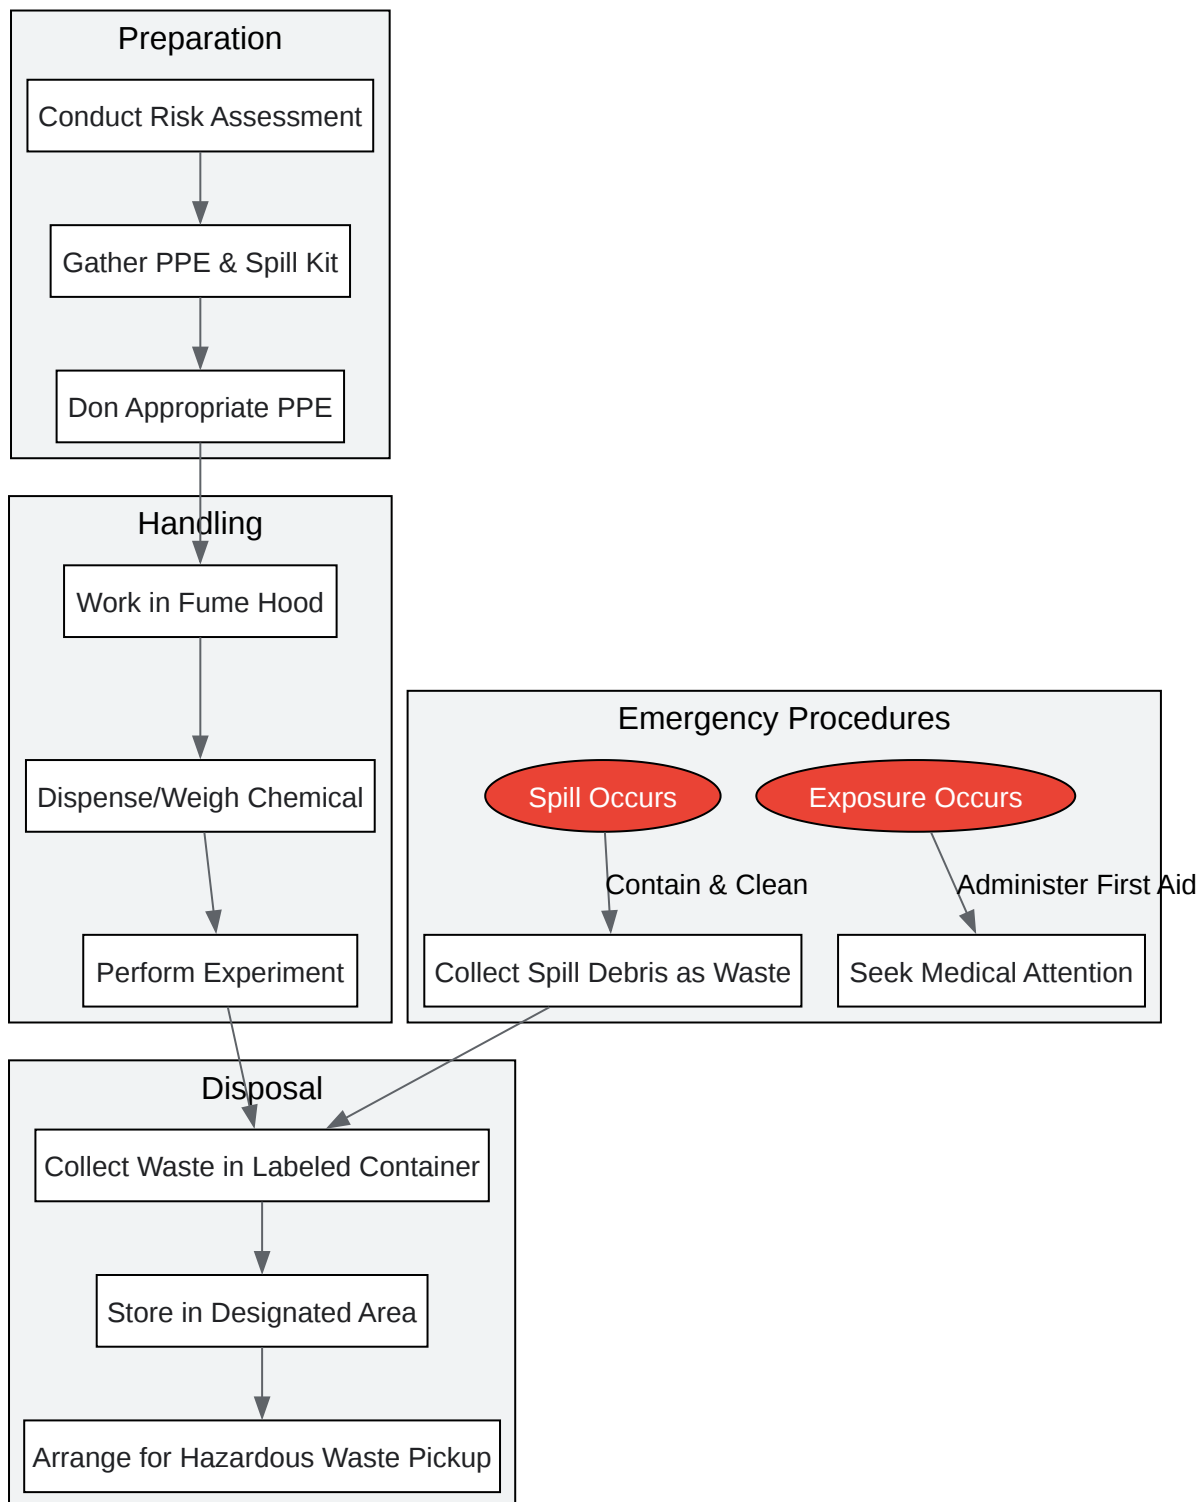 Preparation
Conduct Risk Assessment
Gather PPE & Spill Kit
Don Appropriate PPE
Handling
Work in Fume Hood
Dispense/Weigh Chemical
Perform Experiment
Emergency Procedures
Spill Occurs
Exposure Occurs
Contain & Clean
Administer First Aid
Collect Spill Debris as Waste
Seek Medical Attention
Disposal
Collect Waste in Labeled Container
Store in Designated Area
Arrange for Hazardous Waste Pickup